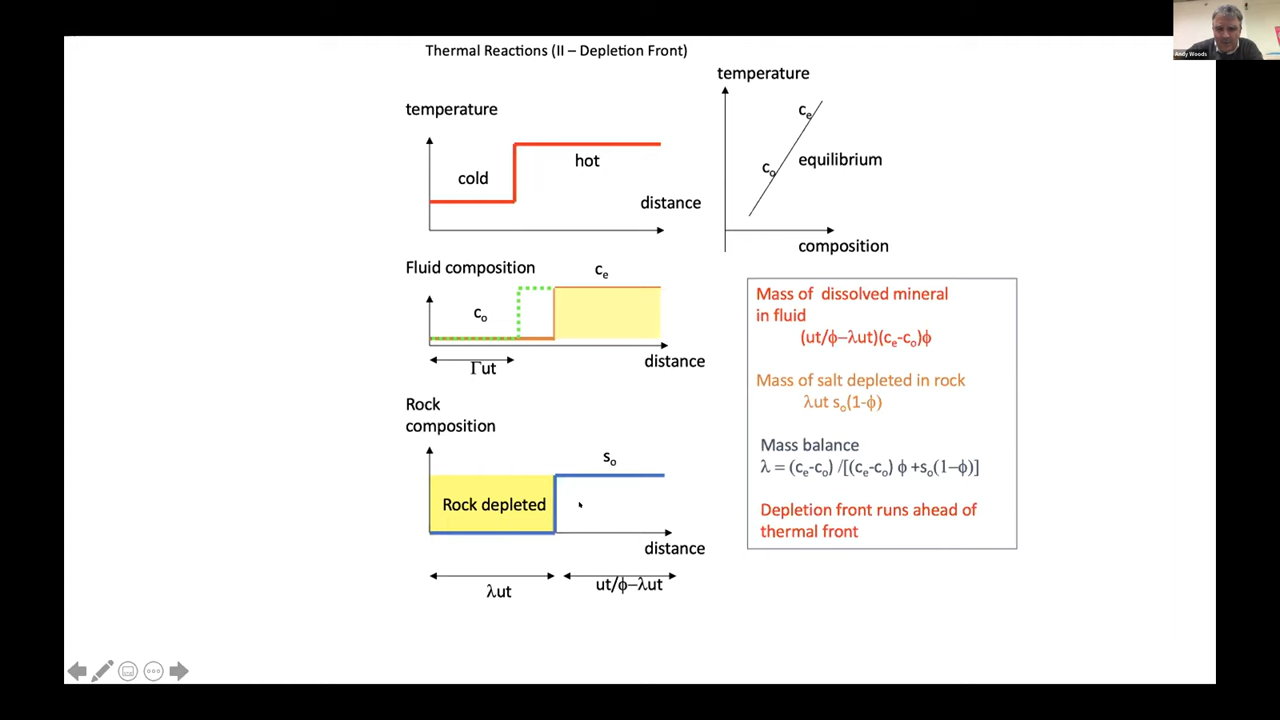 Thermal Reactions (II – Depletion Front)
Andy Woods
temperature
cold
hot
distance
temperature
cₑ
cₒ
equilibrium
composition
Fluid composition
cₑ
cₒ
distance
Γut
Rock
composition
sₒ
Rock depleted
distance
λut
ut/ϕ−λut
Mass of dissolved mineral
in fluid
(ut/ϕ−λut)(cₑ-cₒ)ϕ
Mass of salt depleted in rock
λut sₒ(1-ϕ)
Mass balance
λ = (cₑ-cₒ) /[(cₑ-cₒ) ϕ +sₒ(1−ϕ)]
Depletion front runs ahead of
thermal front